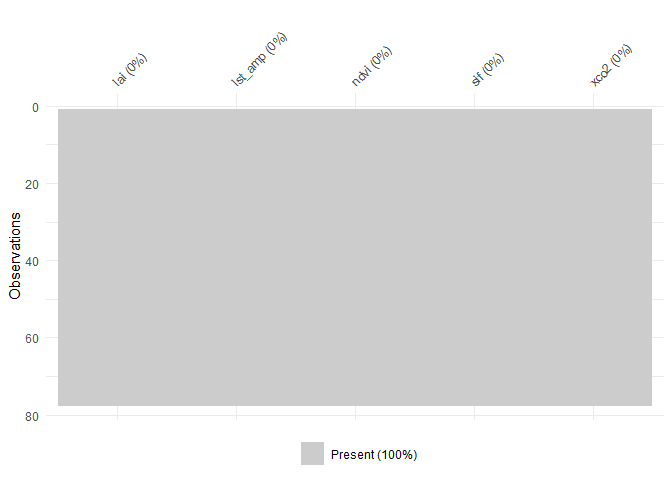 lai (0%)
lst_amp (0%)
ndvi (0%)
sif (0%)
xco2 (0%)
0
20
40
60
80
Observations
Present (100%)